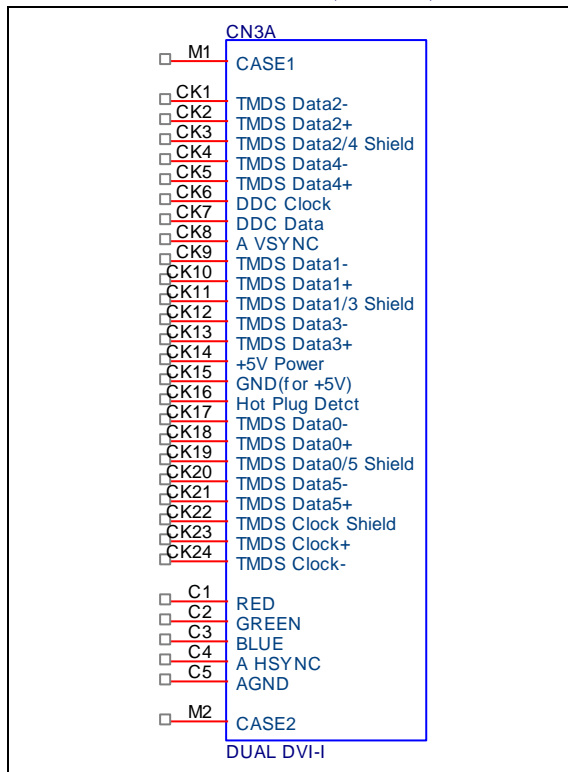 CN3A
M1 CASE1
CK1 TMDS Data2-
CK2 TMDS Data2+
CK3 TMDS Data2/4 Shield
CK4 TMDS Data4-
CK5 TMDS Data4+
CK6 DDC Clock
CK7 DDC Data
CK8 A VSYNC
CK9 TMDS Data1-
CK10 TMDS Data1+
CK11 TMDS Data1/3 Shield
CK12 TMDS Data3-
CK13 TMDS Data3+
CK14 +5V Power
CK15 GND(for +5V)
CK16 Hot Plug Detct
CK17 TMDS Data0-
CK18 TMDS Data0+
CK19 TMDS Data0/5 Shield
CK20 TMDS Data5-
CK21 TMDS Data5+
CK22 TMDS Clock Shield
CK23 TMDS Clock+
CK24 TMDS Clock-
C1 RED
C2 GREEN
C3 BLUE
C4 A HSYNC
C5 AGND
M2 CASE2
DUAL DVI-I